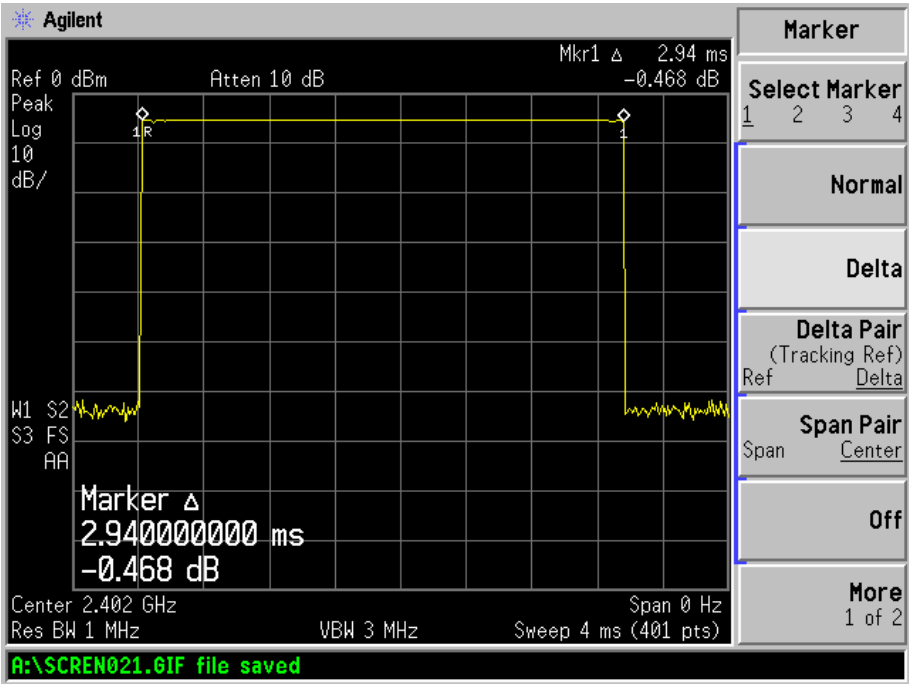 Agilent
Mkr1 Δ 2.94 ms
Ref 0 dBm Atten 10 dB -0.468 dB
Peak
Log
10
dB/
1R
1
W1 S2
S3 FS
AA
Marker Δ
2.940000000 ms
-0.468 dB
Center 2.402 GHz Span 0 Hz
Res BW 1 MHz VBW 3 MHz Sweep 4 ms (401 pts)
A:\SCREN021.GIF file saved
Marker
Select Marker
1 2 3 4
Normal
Delta
Delta Pair
(Tracking Ref)
Ref Delta
Span Pair
Span Center
Off
More
1 of 2